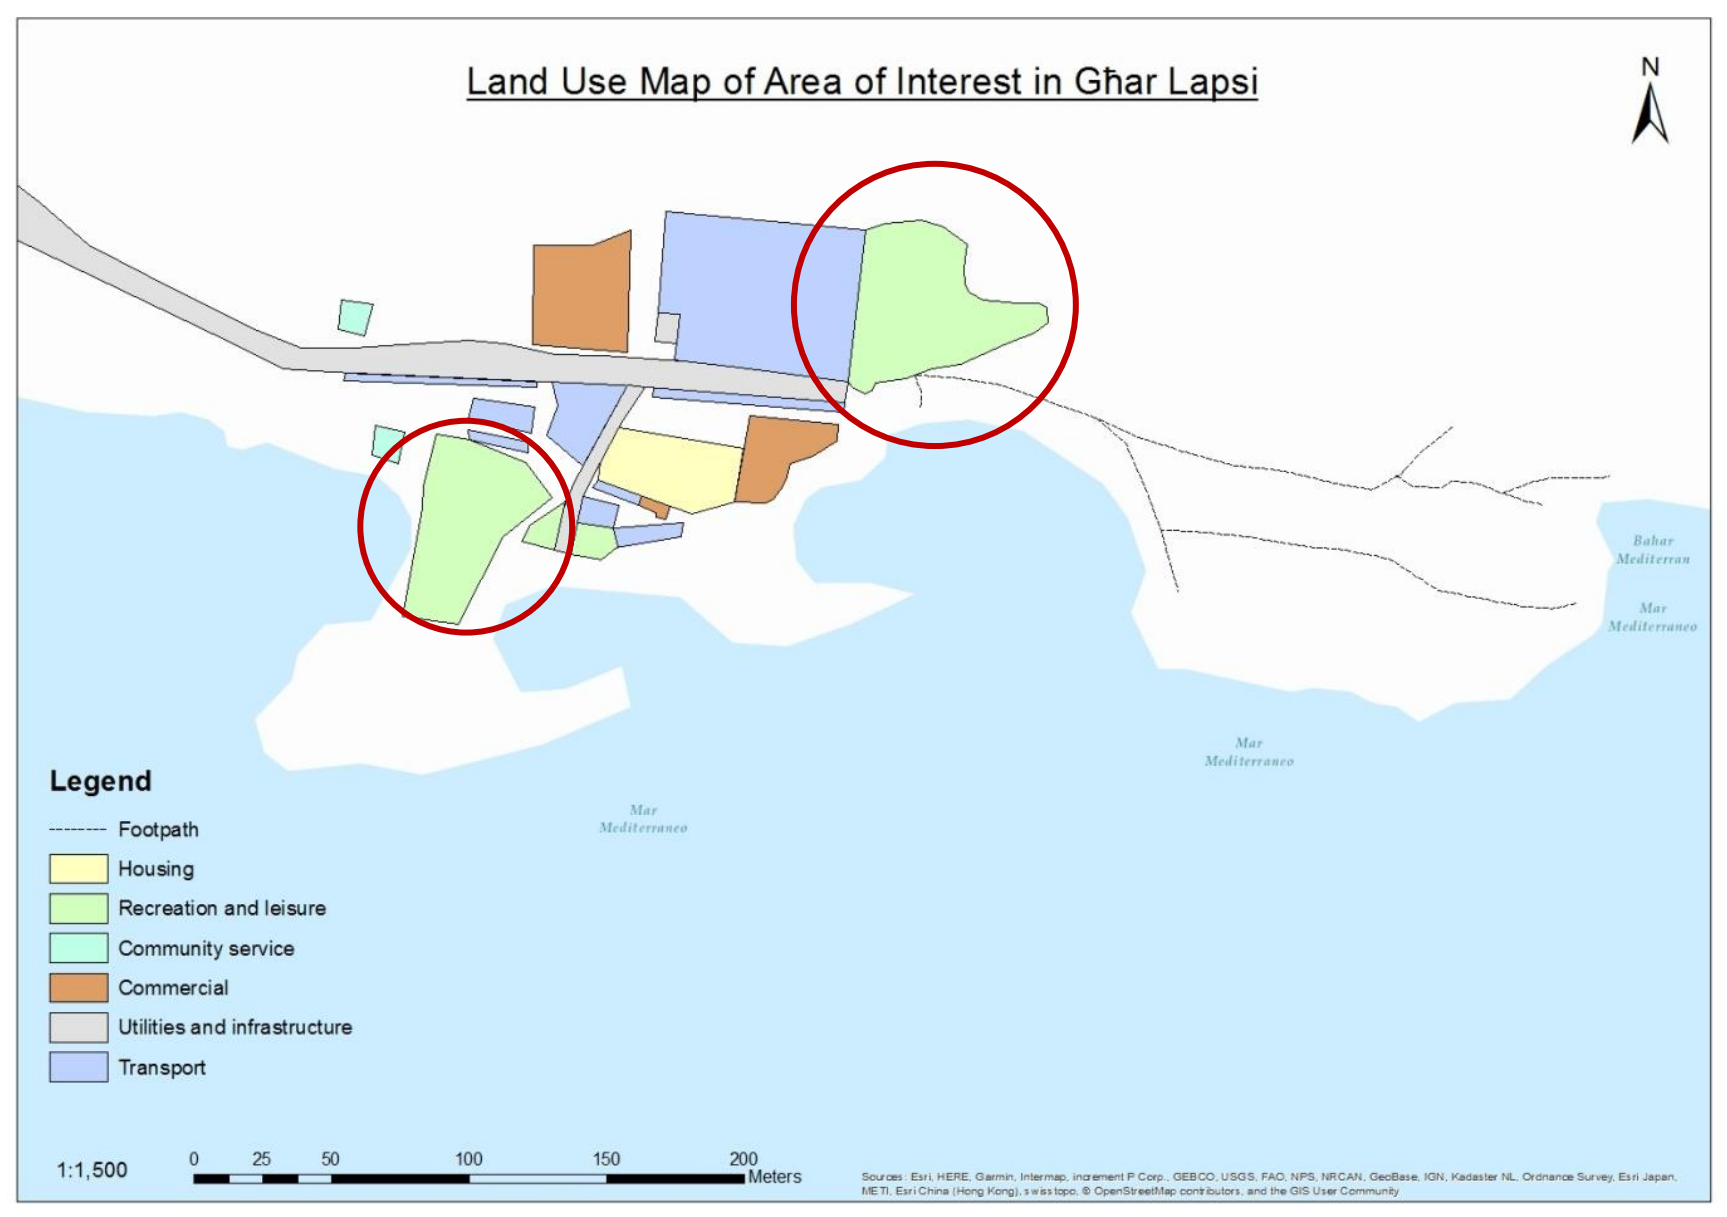 Land Use Map of Area of Interest in Għar Lapsi
N
Bahar
Mediterran
Mar
Mediterraneo
Mar
Mediterraneo
Mar
Mediterraneo
Legend
Footpath
Housing
Recreation and leisure
Community service
Commercial
Utilities and infrastructure
Transport
1:1,500
0 25 50 100 150 200
Meters
Sources: Esri, HERE, Garmin, Intermap, increment P Corp., GEBCO, USGS, FAO, NPS, NRCAN, GeoBase, IGN, Kadaster NL, Ordnance Survey, Esri Japan,
METI, Esri China (Hong Kong), swisstopo, © OpenStreetMap contributors, and the GIS User Community